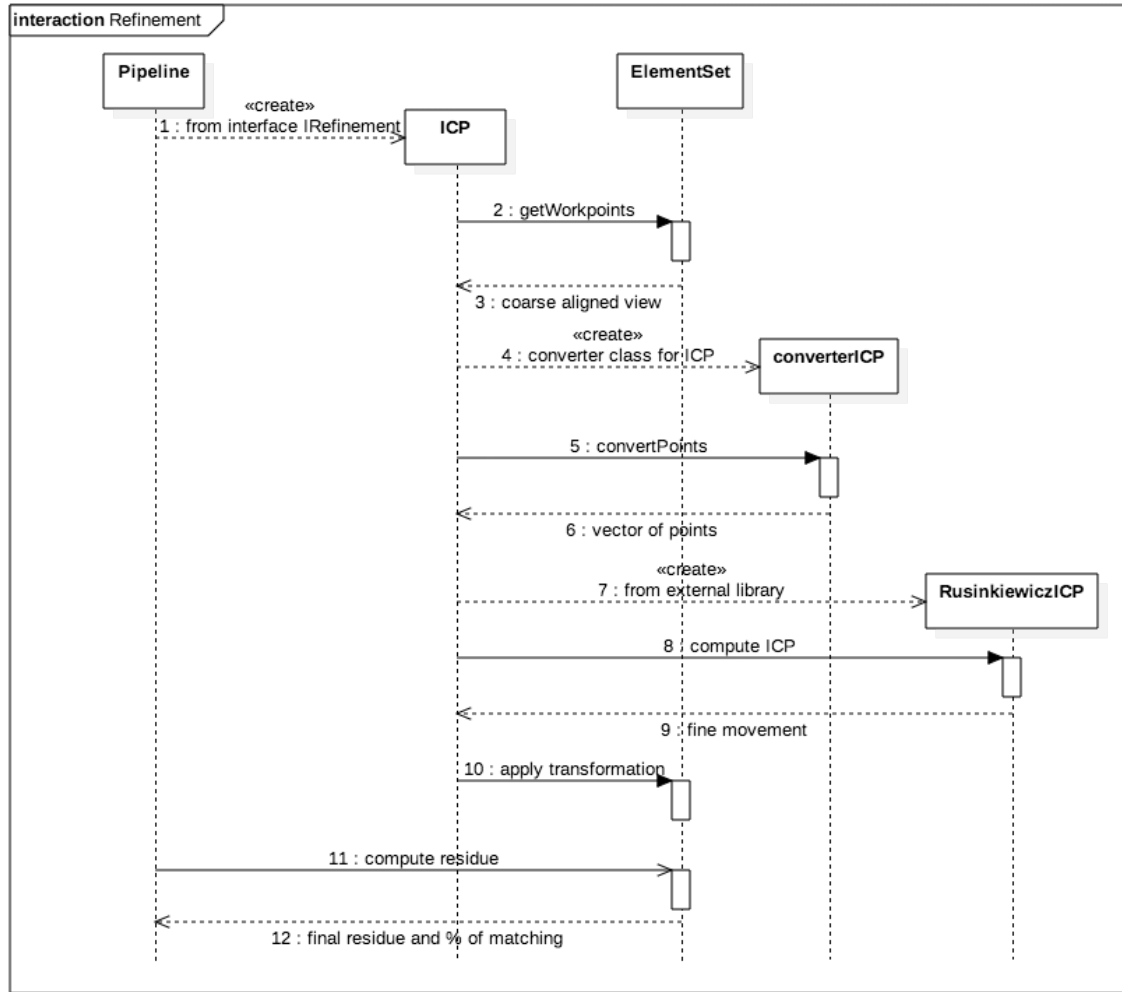 interaction Refinement
Pipeline
ElementSet
«create»
1 : from interface IRefinement
ICP
2 : getWorkpoints
3 : coarse aligned view
«create»
4 : converter class for ICP
converterICP
5 : convertPoints
6 : vector of points
«create»
7 : from external library
RusinkiewiczICP
8 : compute ICP
9 : fine movement
10 : apply transformation
11 : compute residue
12 : final residue and % of matching